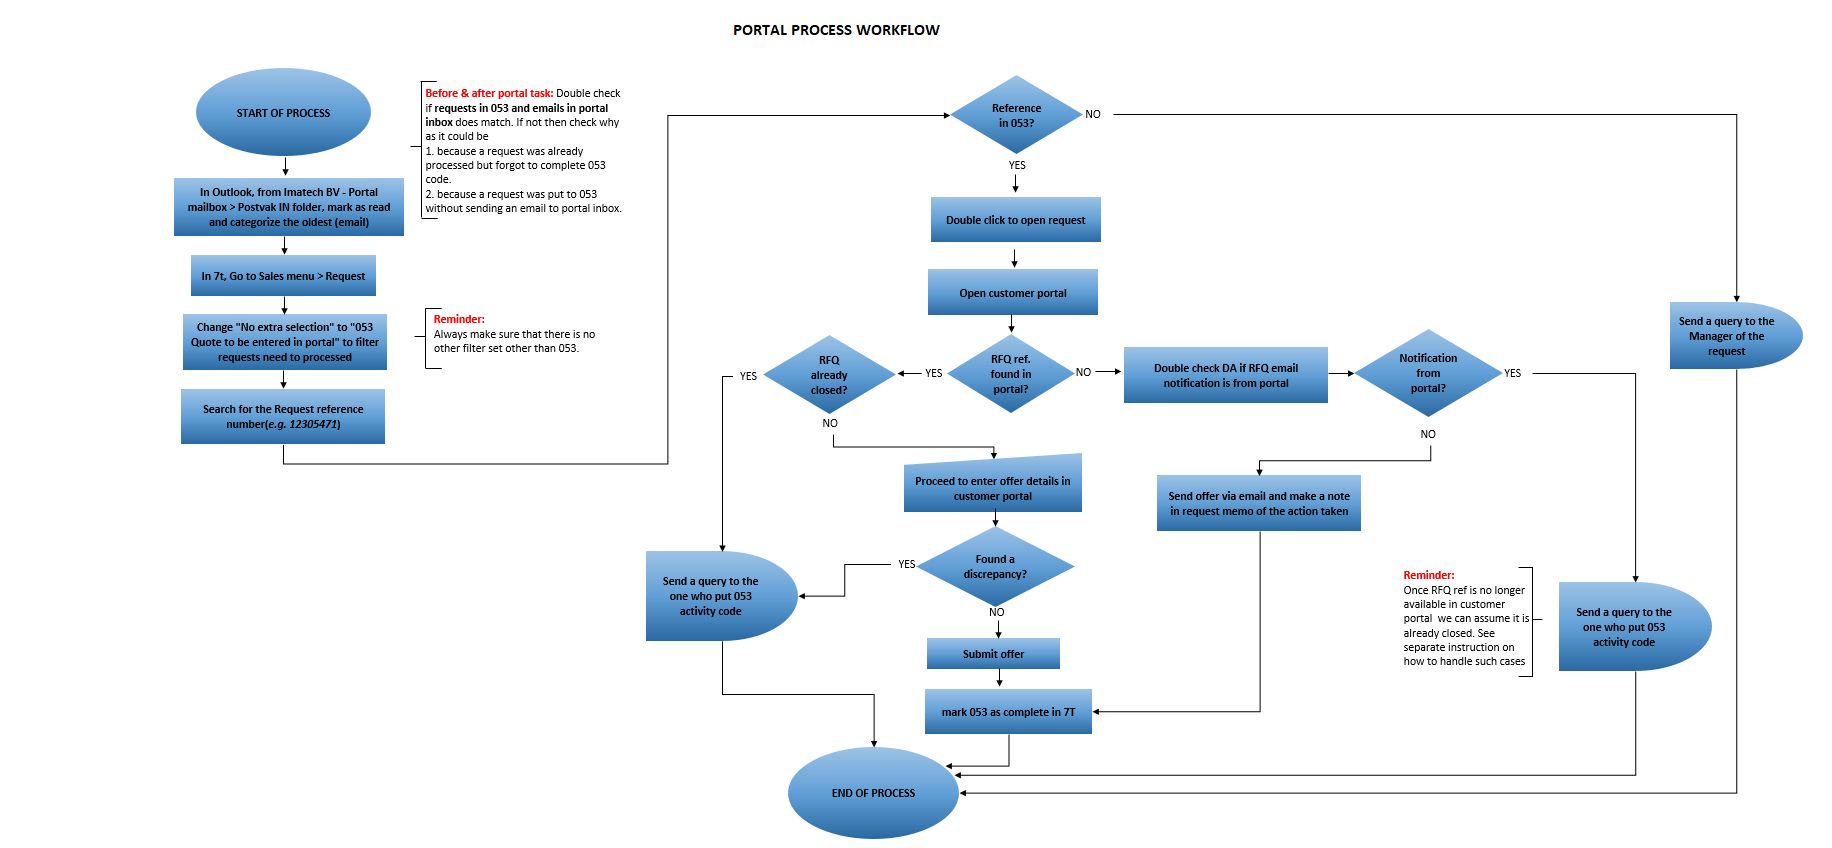 PORTAL PROCESS WORKFLOW
START OF PROCESS
In Outlook, from Imatech BV - Portal
mailbox > Postvak IN folder, mark as read
and categorize the oldest (email)
In 7t, Go to Sales menu > Request
Change "No extra selection" to "053
Quote to be entered in portal" to filter
requests need to processed
Search for the Request reference
number(e.g. 12305471)
Before & after portal task: Double check
if requests in 053 and emails in portal
inbox does match. If not then check why
as it could be
1. because a request was already
processed but forgot to complete 053
code.
2. because a request was put to 053
without sending an email to portal inbox.
Reminder:
Always make sure that there is no
other filter set other than 053.
Reference
in 053?
NO
YES
Double click to open request
Open customer portal
RFQ ref.
found in
portal?
YES
NO
RFQ
already
closed?
YES
NO
Double check DA if RFQ email
notification is from portal
Notification
from
portal?
YES
NO
Send a query to the
Manager of the
request
Proceed to enter offer details in
customer portal
Send offer via email and make a note
in request memo of the action taken
Found a
discrepancy?
YES
NO
Send a query to the
one who put 053
activity code
Submit offer
mark 053 as complete in 7T
Reminder:
Once RFQ ref is no longer
available in customer
portal  we can assume it is
already closed. See
separate instruction on
how to handle such cases
Send a query to the
one who put 053
activity code
END OF PROCESS